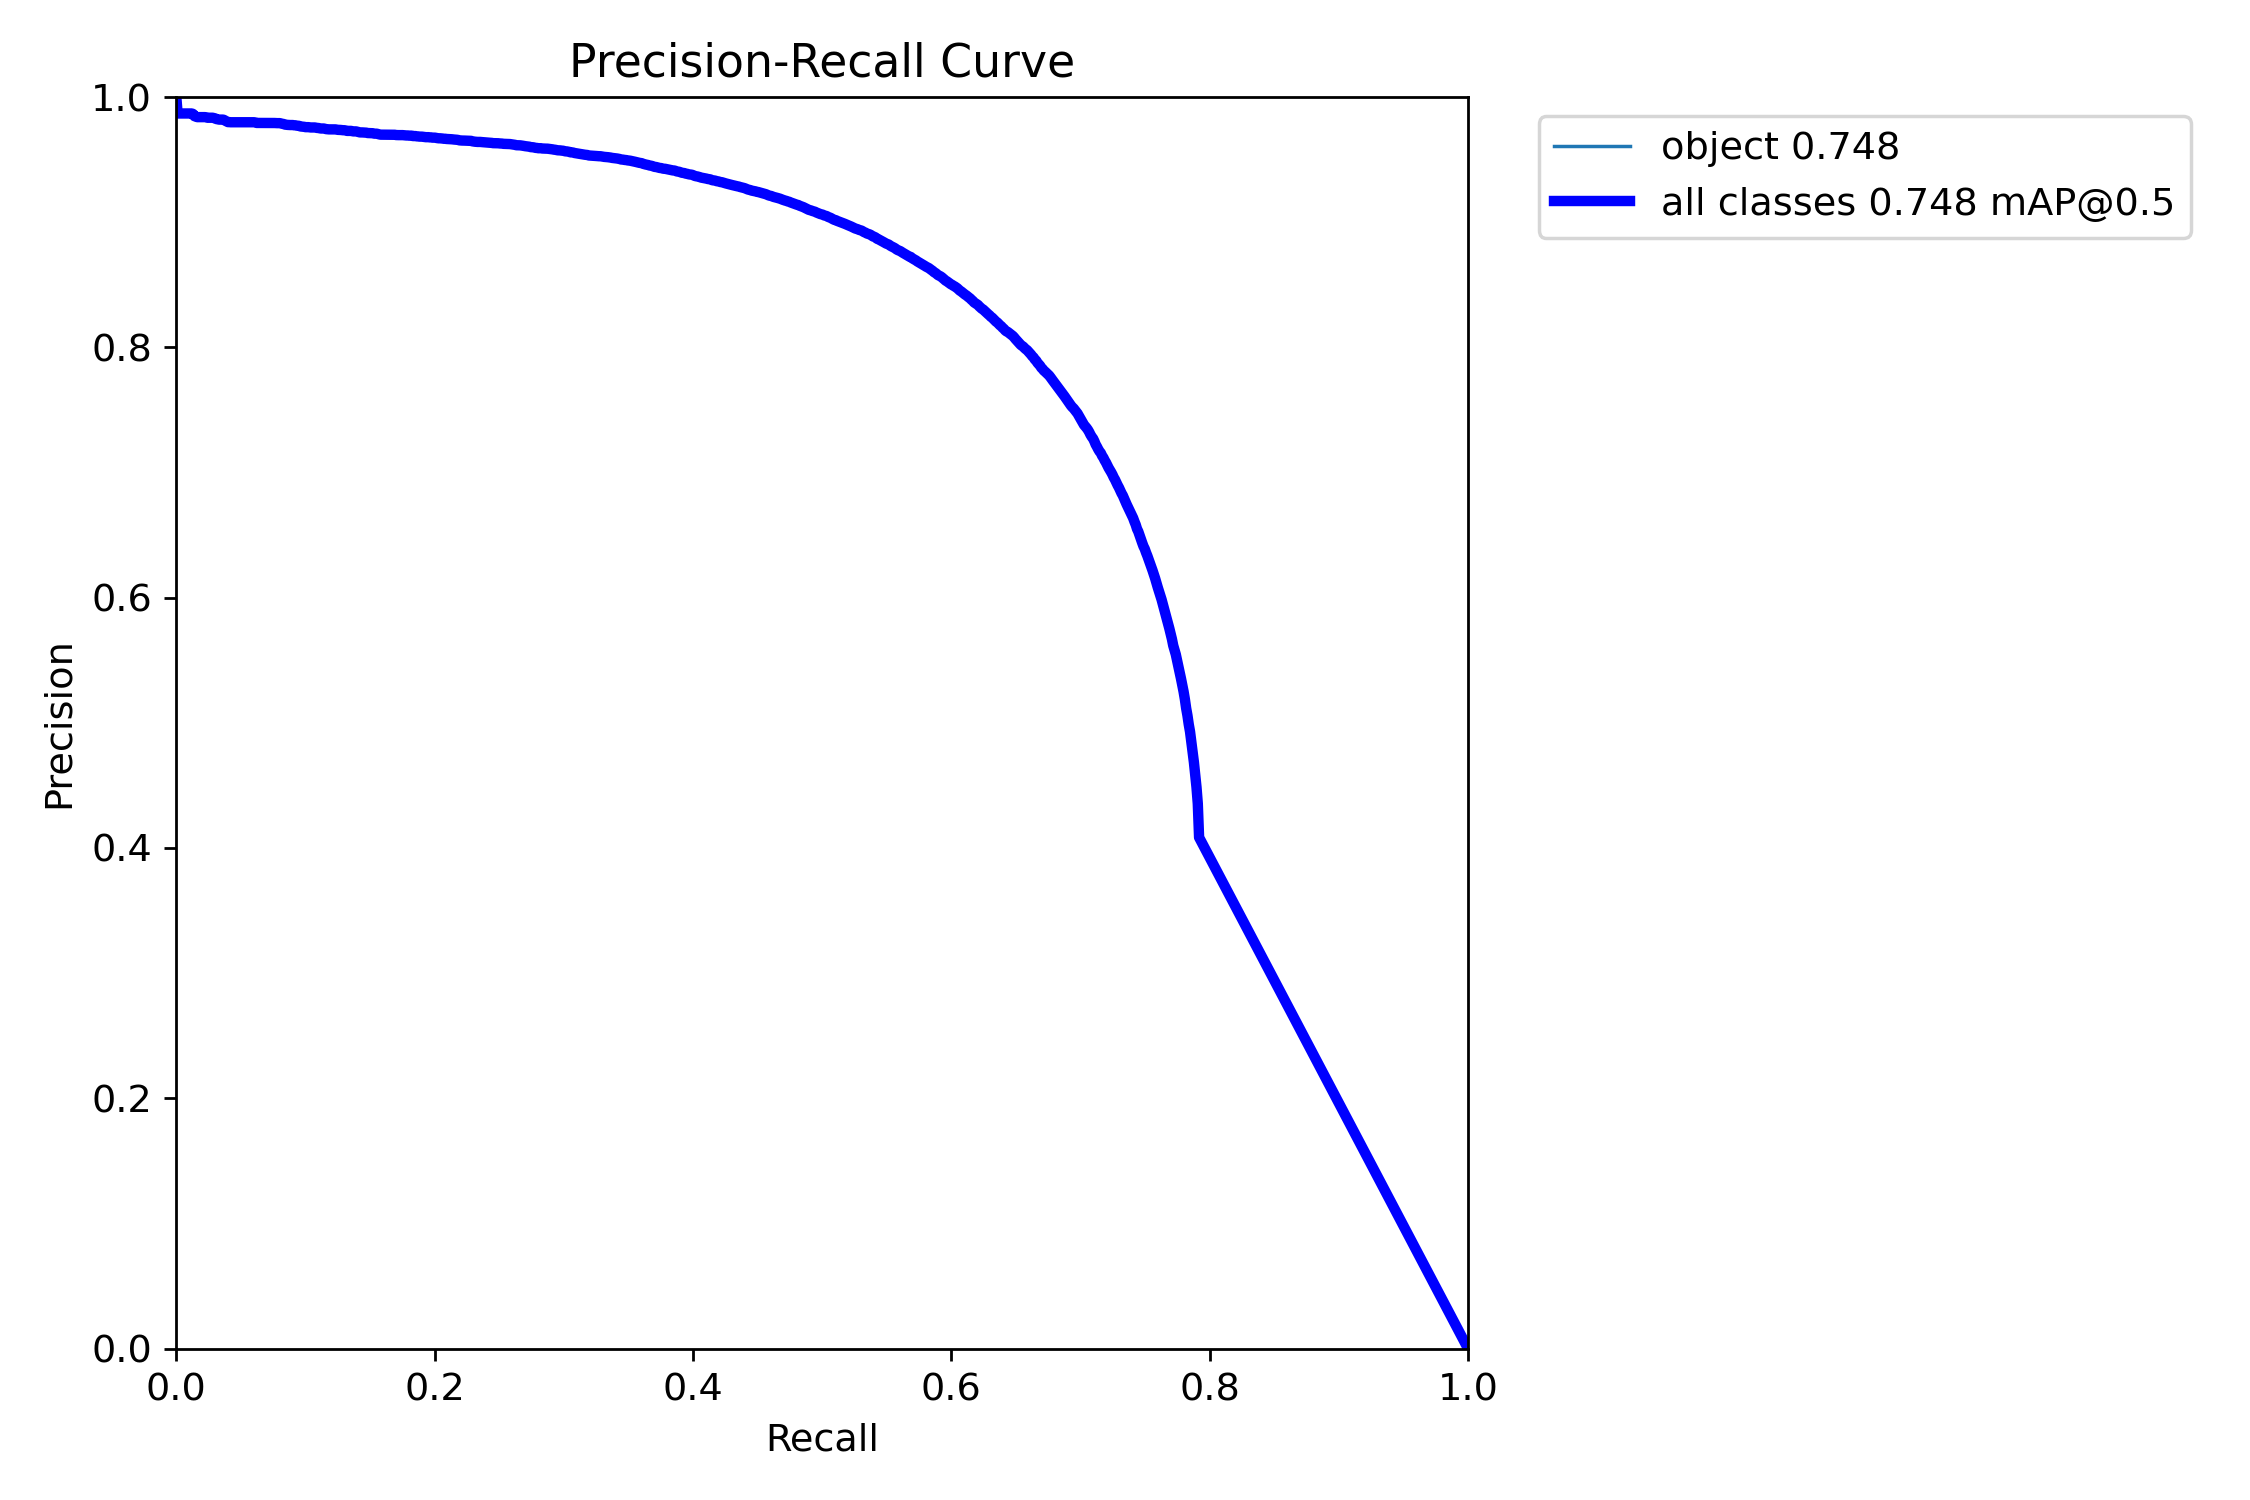 Precision-Recall Curve
1.0
0.8
0.6
0.4
0.2
0.0
Precision
0.0 0.2 0.4 0.6 0.8 1.0
Recall
object 0.748
all classes 0.748 mAP@0.5